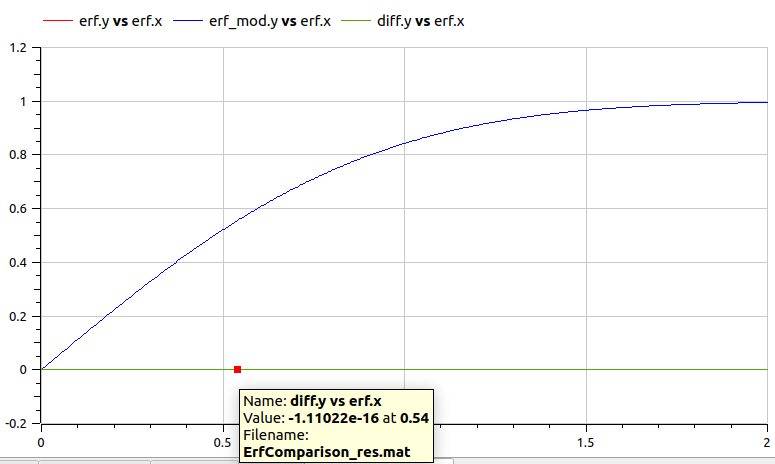 erf.y vs erf.x erf_mod.y vs erf.x diff.y vs erf.x
1.2
1
0.8
0.6
0.4
0.2
0
-0.2
0 0.5 1.5 2
Name: diff.y vs erf.x
Value: -1.11022e-16 at 0.54
Filename:
ErfComparison_res.mat